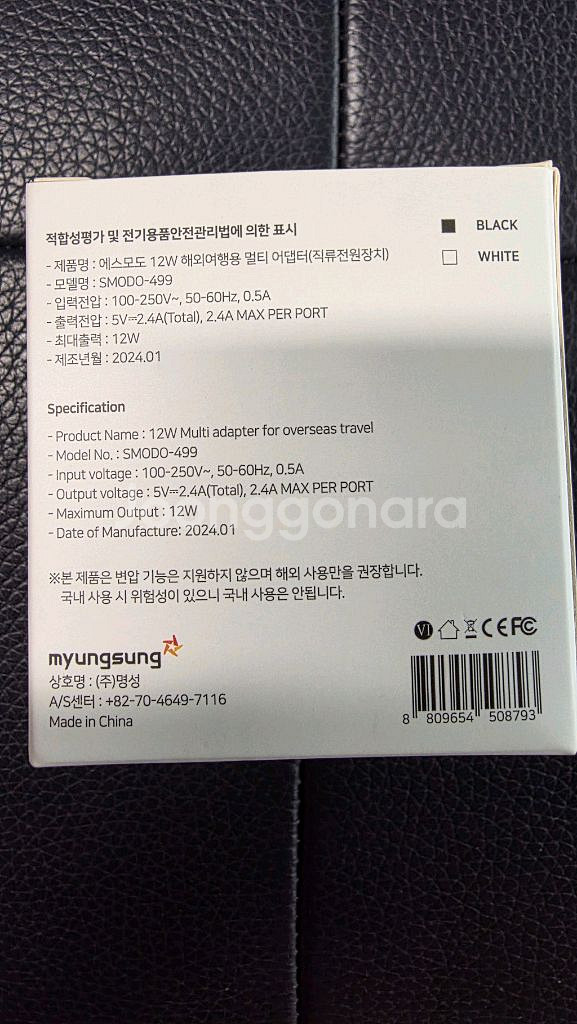 적합성평가 및 전기용품안전관리법에 의한 표시
- 제품명 : 에스모도 12W 해외여행용 멀티 어댑터(직류전원장치)
- 모델명 : SMODO-499
- 입력전압 : 100-250V~, 50-60Hz, 0.5A
- 출력전압 : 5V⎓2.4A(Total), 2.4A MAX PER PORT
- 최대출력 : 12W
- 제조년월 : 2024.01
■ BLACK
□ WHITE
Specification
- Product Name : 12W Multi adapter for overseas travel
- Model No. : SMODO-499
- Input voltage : 100-250V~, 50-60Hz, 0.5A
- Output voltage : 5V⎓2.4A(Total), 2.4A MAX PER PORT
- Maximum Output : 12W
- Date of Manufacture: 2024.01
※본 제품은 변압 기능은 지원하지 않으며 해외 사용만을 권장합니다.
국내 사용 시 위험성이 있으니 국내 사용은 안됩니다.
myungsung
상호명 : (주)명성
A/S센터 : +82-70-4649-7116
Made in China
VI CE FC
8 809654 508793